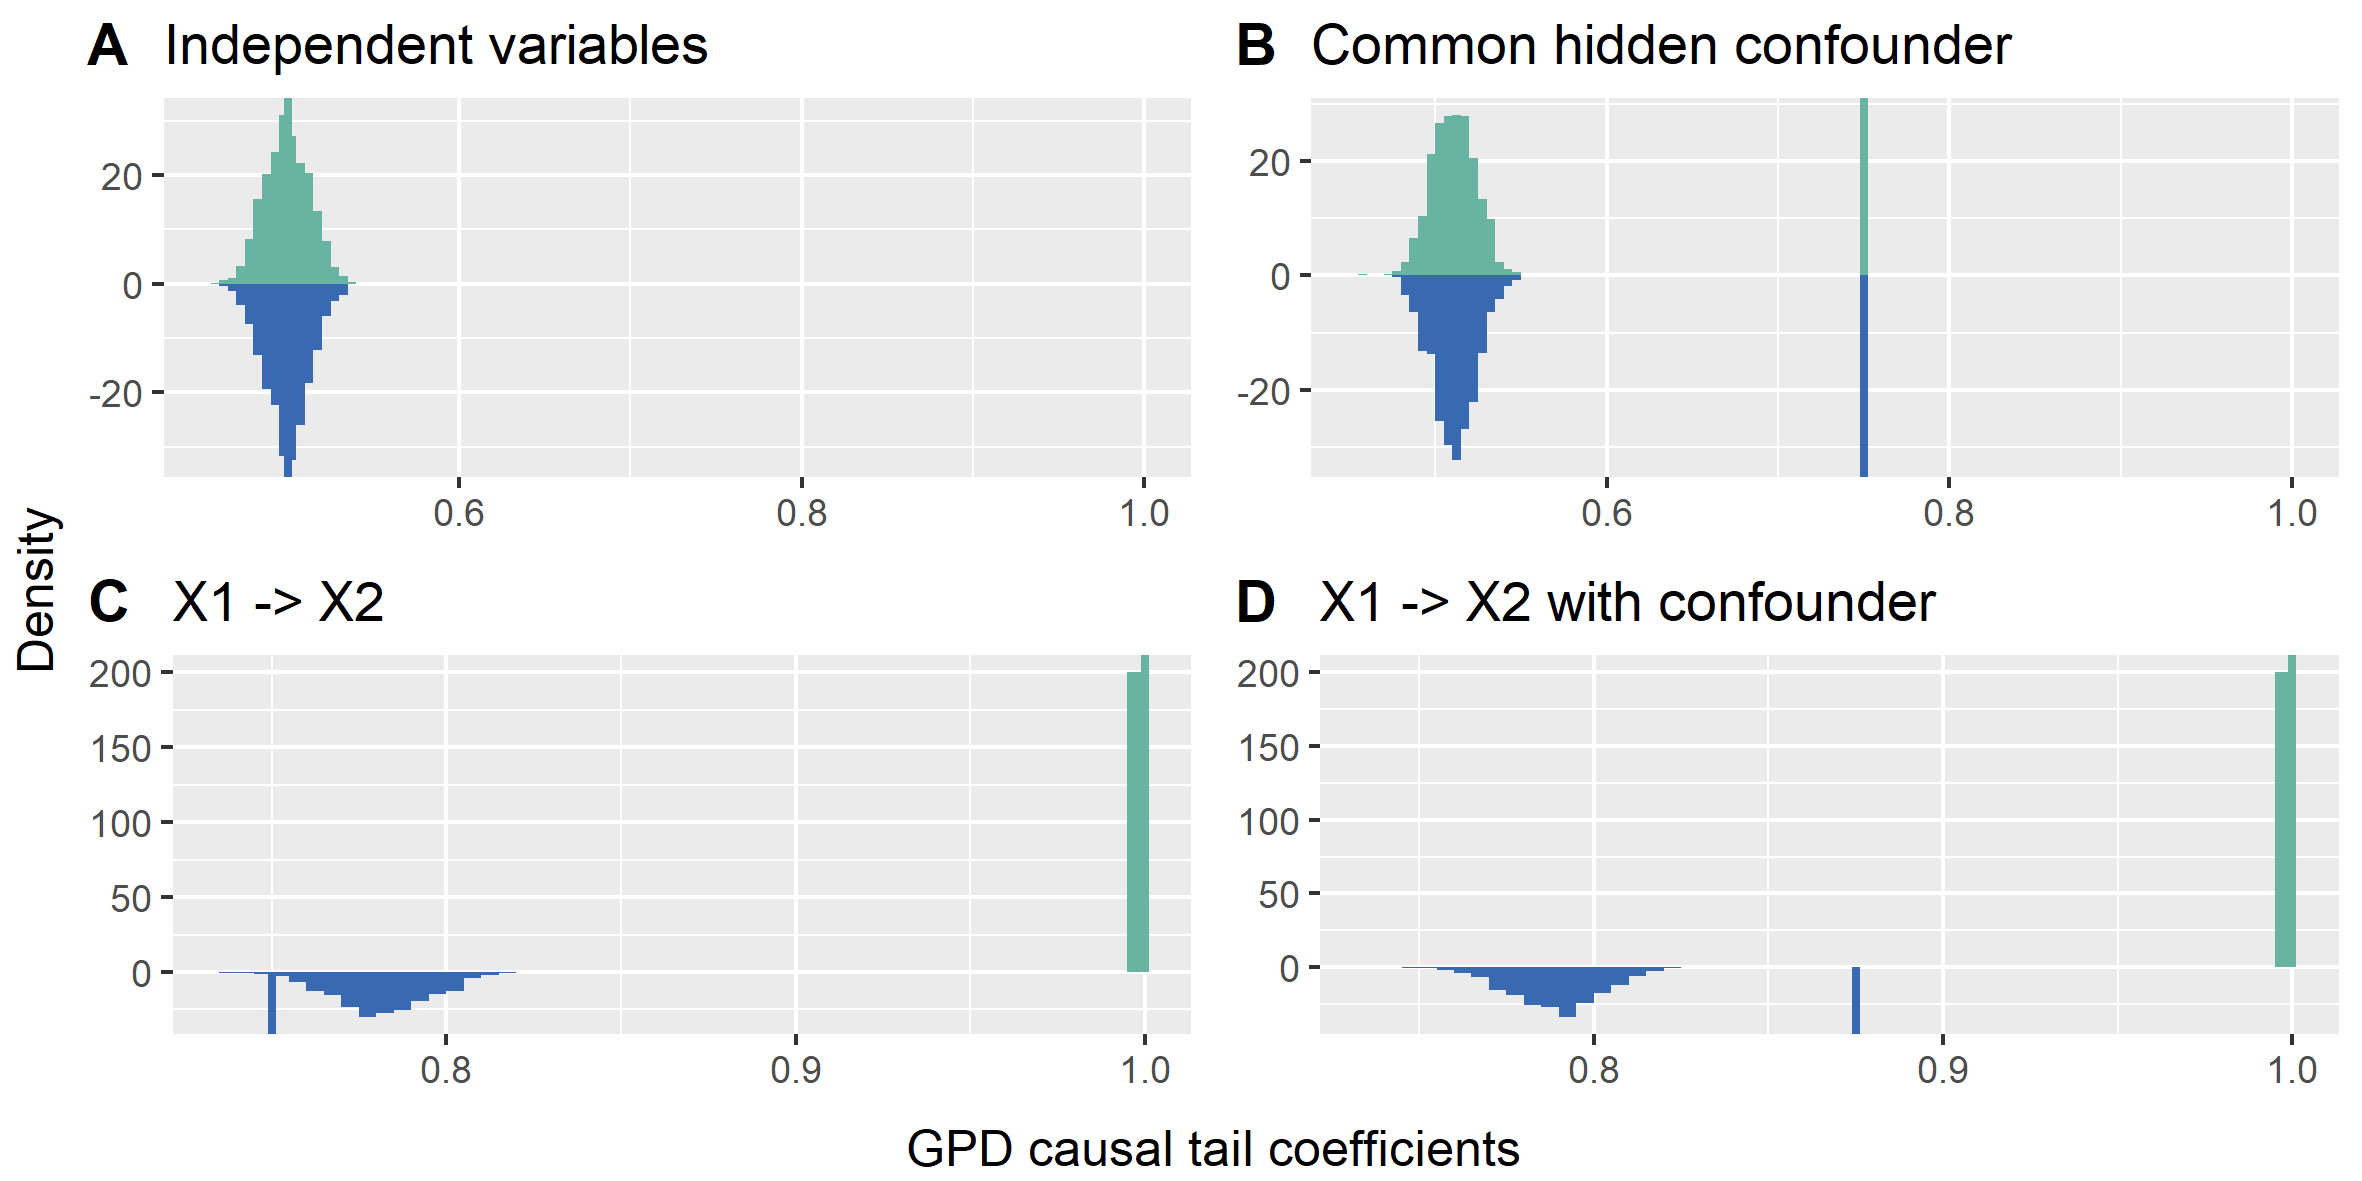 A Independent variables
20
0
-20
0.6 0.8 1.0
B Common hidden confounder
20
0
-20
0.6 0.8 1.0
Density
C X1 -> X2
200
150
100
50
0
0.8 0.9 1.0
D X1 -> X2 with confounder
200
150
100
50
0
0.8 0.9 1.0
GPD causal tail coefficients